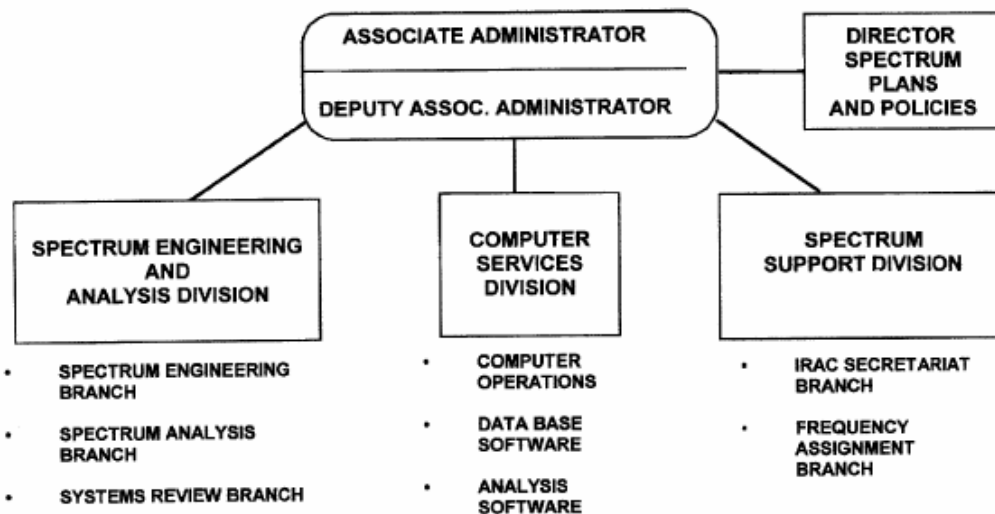 ASSOCIATE ADMINISTRATOR
DEPUTY ASSOC. ADMINISTRATOR
DIRECTOR
SPECTRUM
PLANS
AND POLICIES
SPECTRUM ENGINEERING
AND
ANALYSIS DIVISION
• SPECTRUM ENGINEERING
BRANCH
• SPECTRUM ANALYSIS
BRANCH
• SYSTEMS REVIEW BRANCH
COMPUTER
SERVICES
DIVISION
• COMPUTER
OPERATIONS
• DATA BASE
SOFTWARE
• ANALYSIS
SOFTWARE
SPECTRUM
SUPPORT DIVISION
• IRAC SECRETARIAT
BRANCH
• FREQUENCY
ASSIGNMENT
BRANCH